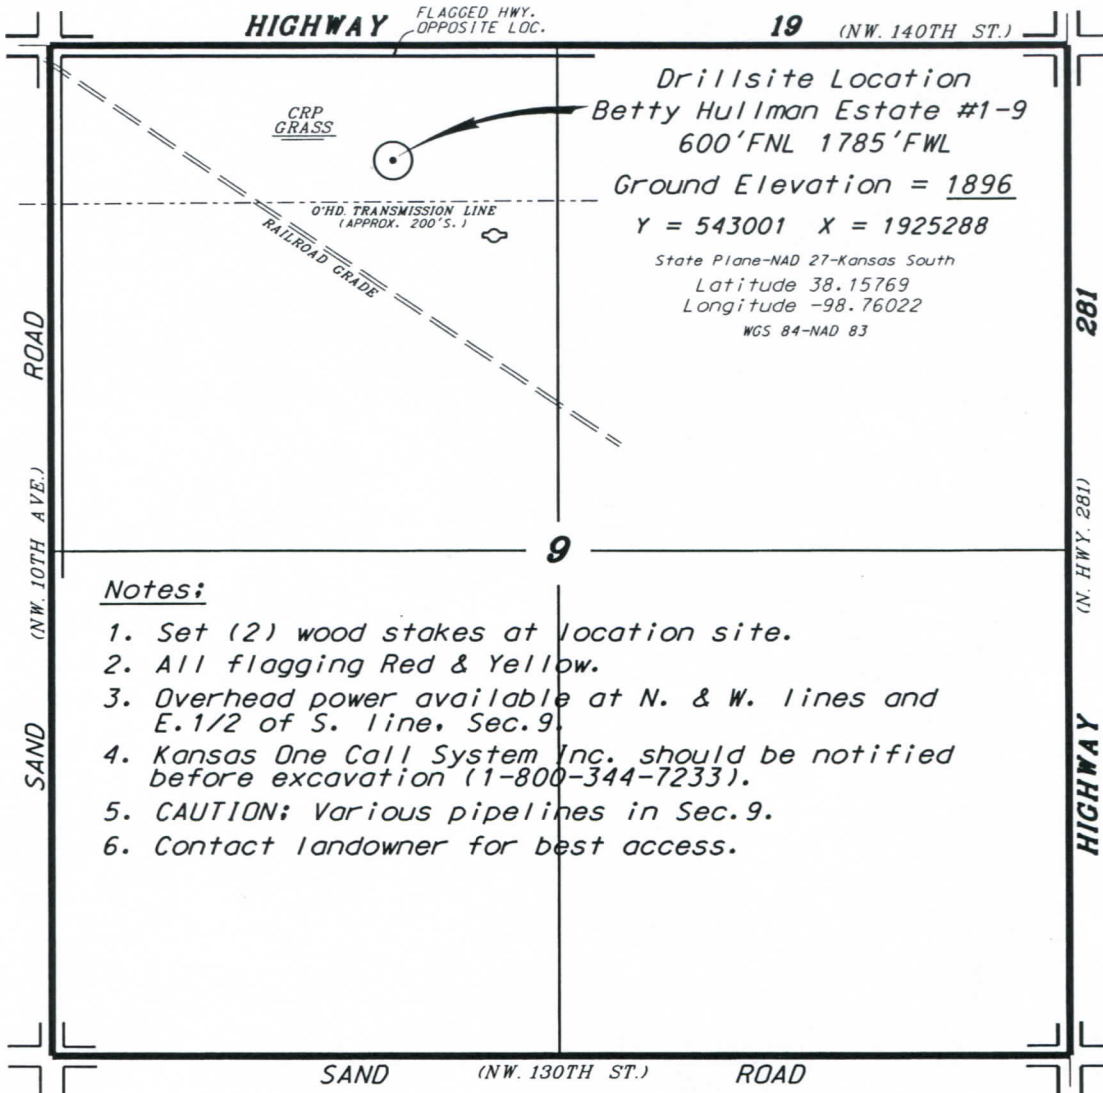 FLAGGED HWY.
OPPOSITE LOC.
HIGHWAY 19 (NW. 140TH ST.)
Drillsite Location
Betty Hullman Estate #1-9
600'FNL 1785'FWL
Ground Elevation = 1896
Y = 543001 X = 1925288
State Plane-NAD 27-Kansas South
Latitude 38.15769
Longitude -98.76022
WGS 84-NAD 83
CRP
GRASS
O'HD. TRANSMISSION LINE
(APPROX. 200'S.)
RAILROAD GRADE
SAND (NW. 10TH AVE.) ROAD
HIGHWAY (N. HWY. 281) 281
9
Notes:
1. Set (2) wood stakes at location site.
2. All flagging Red & Yellow.
3. Overhead power available at N. & W. lines and
E.1/2 of S. line, Sec.9.
4. Kansas One Call System Inc. should be notified
before excavation (1-800-344-7233).
5. CAUTION: Various pipelines in Sec.9.
6. Contact landowner for best access.
SAND (NW. 130TH ST.) ROAD